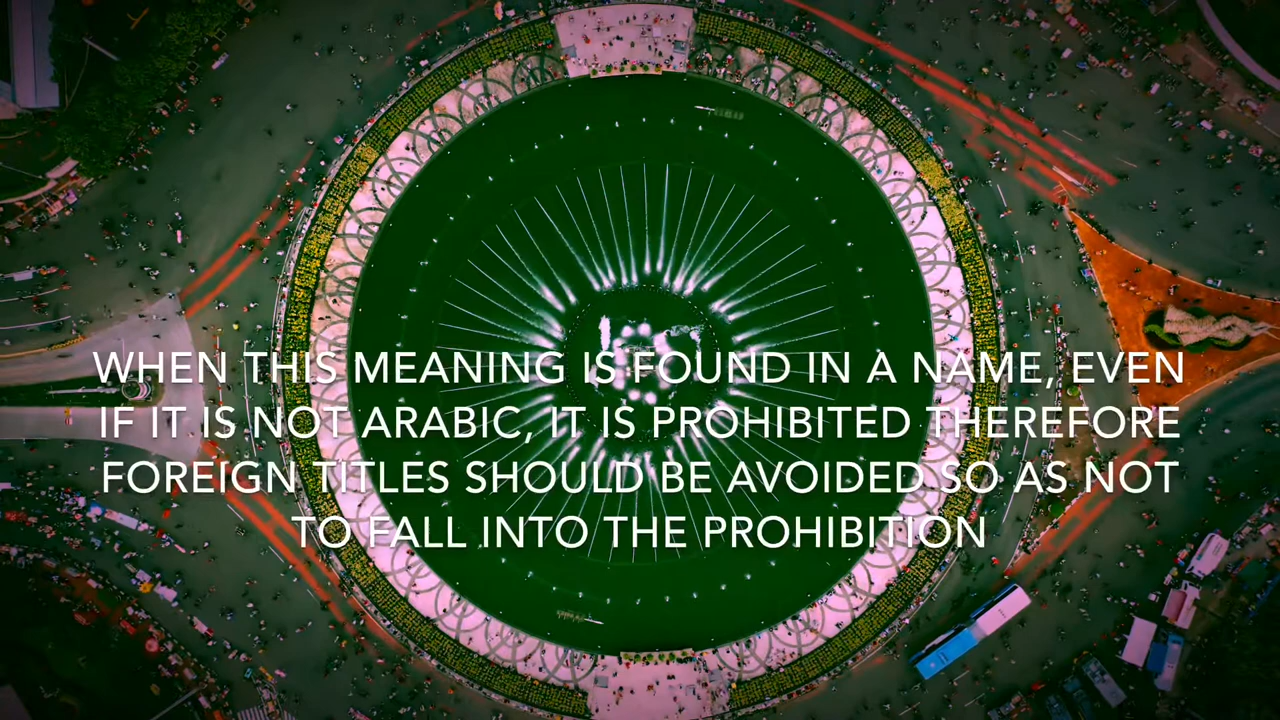 WHEN THIS MEANING IS FOUND IN A NAME, EVEN
IF IT IS NOT ARABIC, IT IS PROHIBITED THEREFORE
FOREIGN TITLES SHOULD BE AVOIDED SO AS NOT
TO FALL INTO THE PROHIBITION